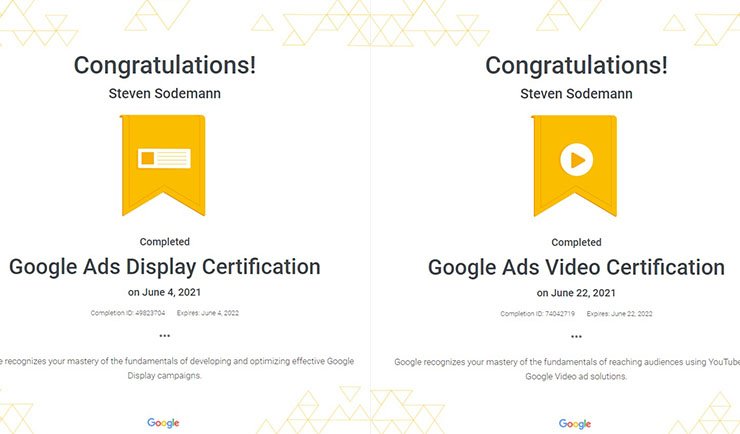 Congratulations!
Steven Sodemann
Completed
Google Ads Display Certification
on June 4, 2021
Completion ID: 49823704 Expires: June 4, 2022
•••
e recognizes your mastery of the fundamentals of developing and optimizing effective Google
Display campaigns.
Google
Congratulations!
Steven Sodemann
Completed
Google Ads Video Certification
on June 22, 2021
Completion ID: 74042719 Expires: June 22, 2022
•••
Google recognizes your mastery of the fundamentals of reaching audiences using YouTube
Google Video ad solutions.
Google